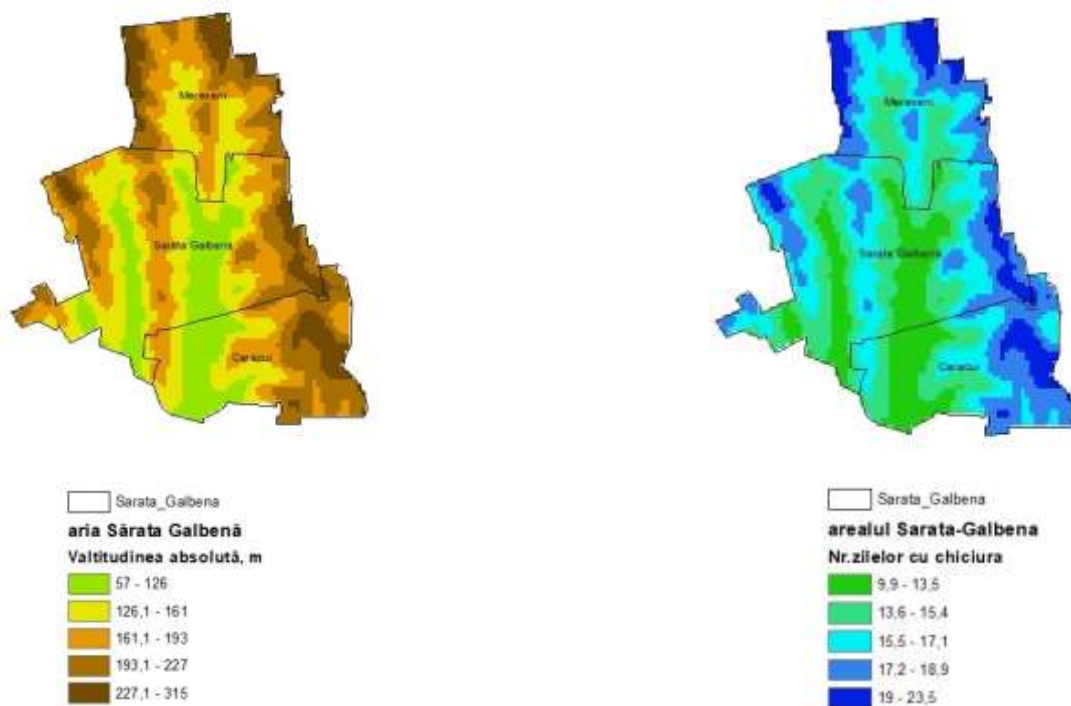 Sarata Galbena
Caracui
Sarata_Galbena
aria Sărata Galbenă
Valtitudinea absolută, m
57 - 126
126,1 - 161
161,1 - 193
193,1 - 227
227,1 - 315
Sarata Galbena
Caracui
Sarata_Galbena
arealul Sarata-Galbena
Nr.zilelor cu chiciura
9,9 - 13,5
13,6 - 15,4
15,5 - 17,1
17,2 - 18,9
19 - 23,5